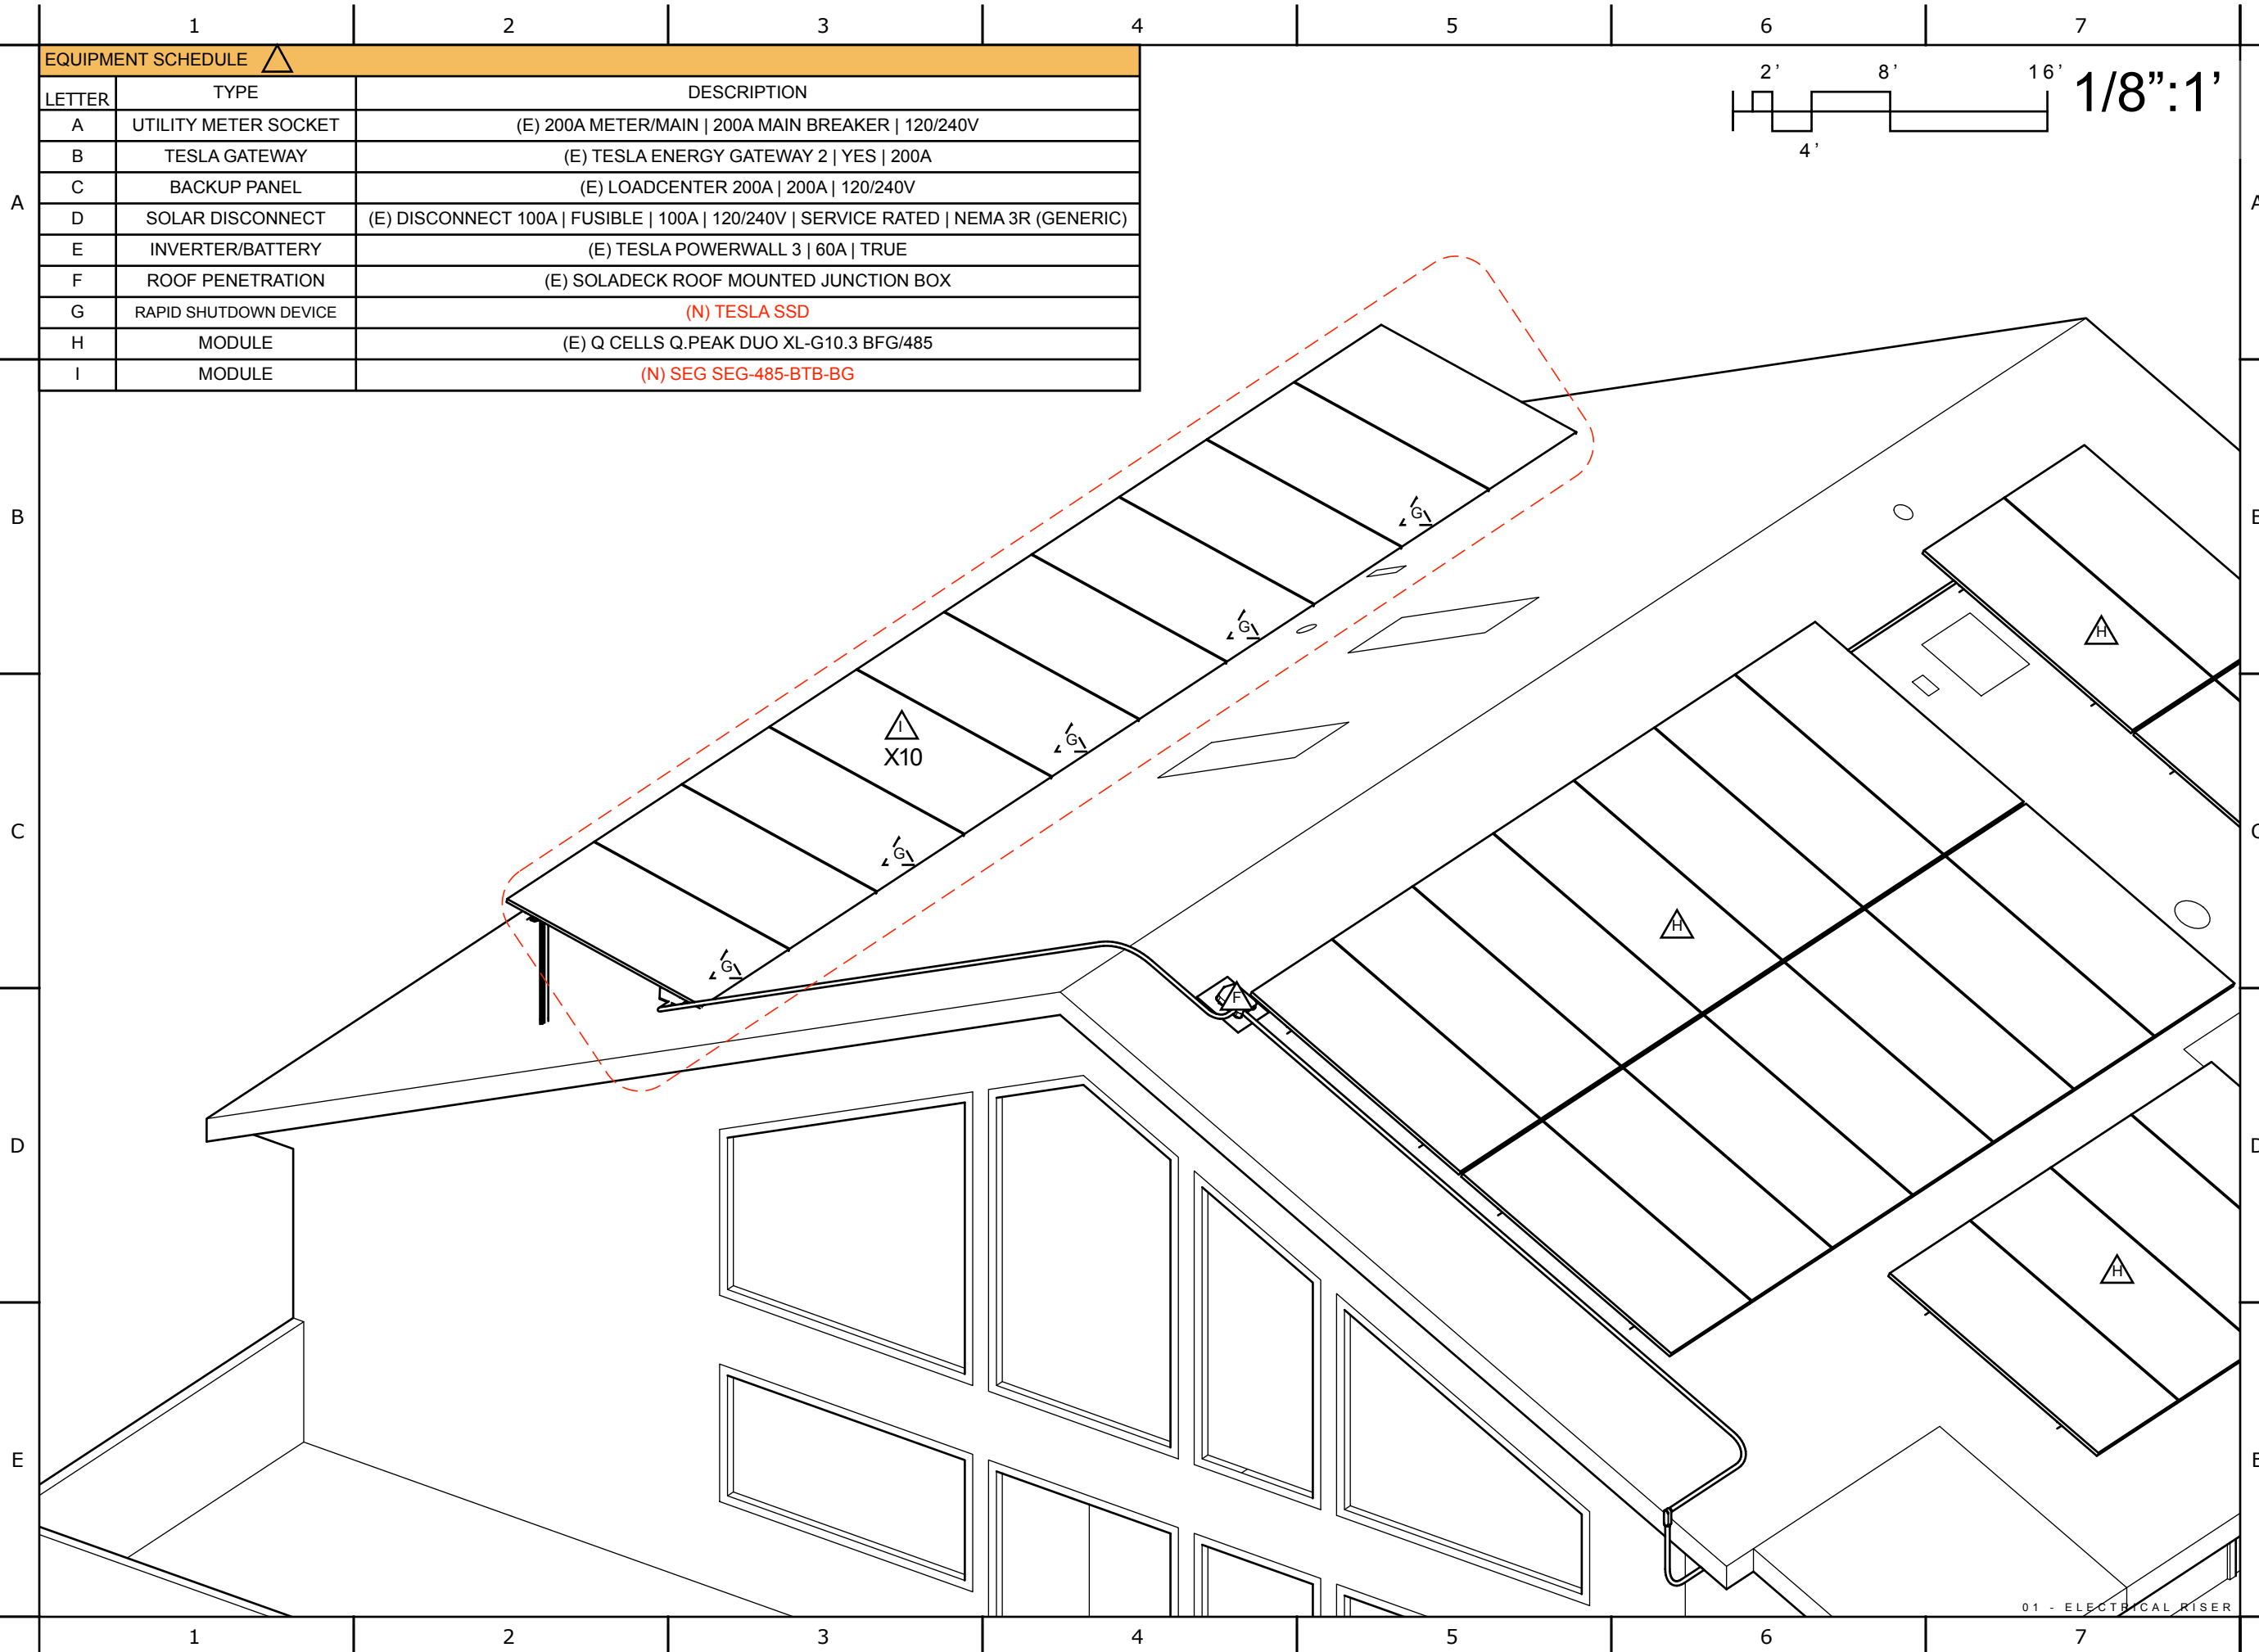 1 2 3 4 5 6 7
EQUIPMENT SCHEDULE
LETTER TYPE DESCRIPTION
A UTILITY METER SOCKET (E) 200A METER/MAIN | 200A MAIN BREAKER | 120/240V
B TESLA GATEWAY (E) TESLA ENERGY GATEWAY 2 | YES | 200A
C BACKUP PANEL (E) LOADCENTER 200A | 200A | 120/240V
D SOLAR DISCONNECT (E) DISCONNECT 100A | FUSIBLE | 100A | 120/240V | SERVICE RATED | NEMA 3R (GENERIC)
E INVERTER/BATTERY (E) TESLA POWERWALL 3 | 60A | TRUE
F ROOF PENETRATION (E) SOLADECK ROOF MOUNTED JUNCTION BOX
G RAPID SHUTDOWN DEVICE (N) TESLA SSD
H MODULE (E) Q CELLS Q.PEAK DUO XL-G10.3 BFG/485
I MODULE (N) SEG SEG-485-BTB-BG
2' 8' 16'
4'
1/8”:1’
A A
B
G
G
H
I
X10
G
C
G
H
G
F
D
H
E
01 - ELECTRICAL RISER
1 2 3 4 5 6 7